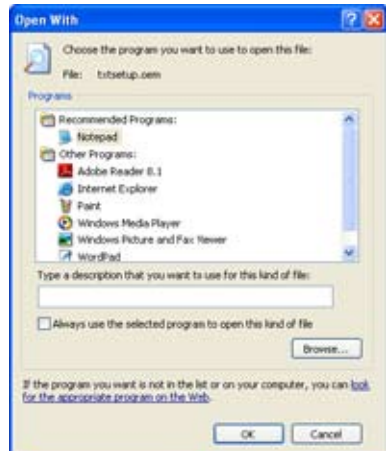 Open With
Choose the program you want to use to open this file:
File: txtsetup.oem
Programs
Recommended Programs:
Notepad
Other Programs:
Adobe Reader 8.1
Internet Explorer
Paint
Windows Media Player
Windows Picture and Fax Viewer
WordPad
Type a description that you want to use for this kind of file:
Always use the selected program to open this kind of file
Browse...
If the program you want is not in the list or on your computer, you can look
for the appropriate program on the Web.
OK Cancel